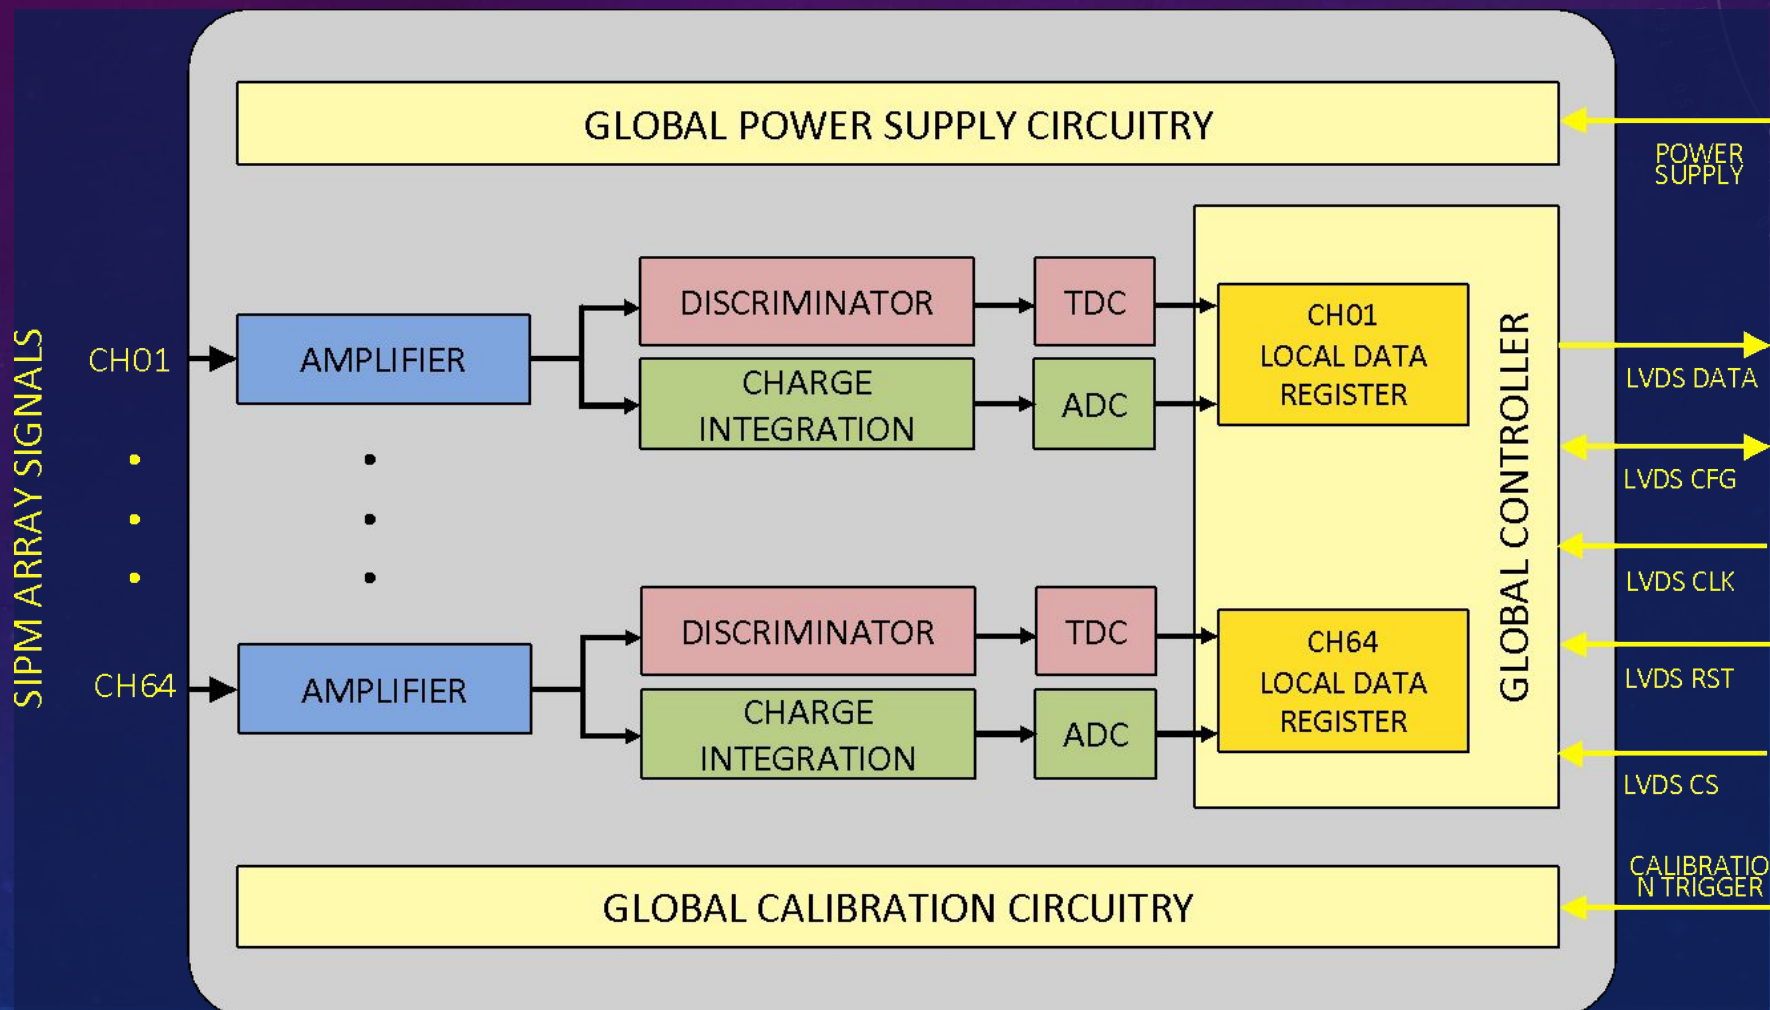 GLOBAL POWER SUPPLY CIRCUITRY
POWER
SUPPLY
SIPM ARRAY SIGNALS
CH01
AMPLIFIER
DISCRIMINATOR
TDC
CHARGE
INTEGRATION
ADC
CH01
LOCAL DATA
REGISTER
CH64
AMPLIFIER
DISCRIMINATOR
TDC
CHARGE
INTEGRATION
ADC
CH64
LOCAL DATA
REGISTER
GLOBAL CONTROLLER
LVDS DATA
LVDS CFG
LVDS CLK
LVDS RST
LVDS CS
GLOBAL CALIBRATION CIRCUITRY
CALIBRATIO
N TRIGGER